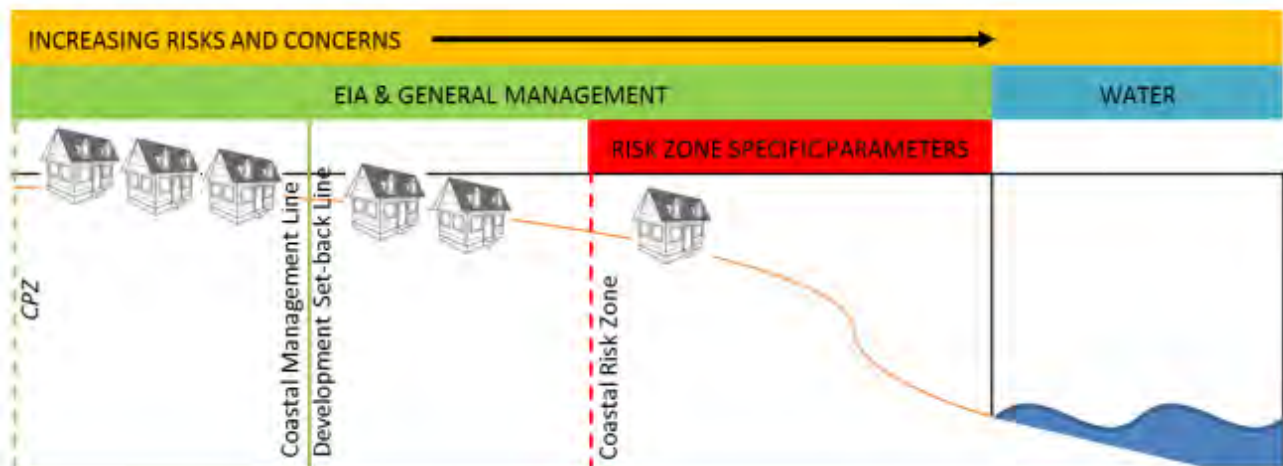 INCREASING RISKS AND CONCERNS
EIA & GENERAL MANAGEMENT
WATER
RISK ZONE SPECIFIC PARAMETERS
CPZ
Coastal Management Line
Development Set-back Line
Coastal Risk Zone